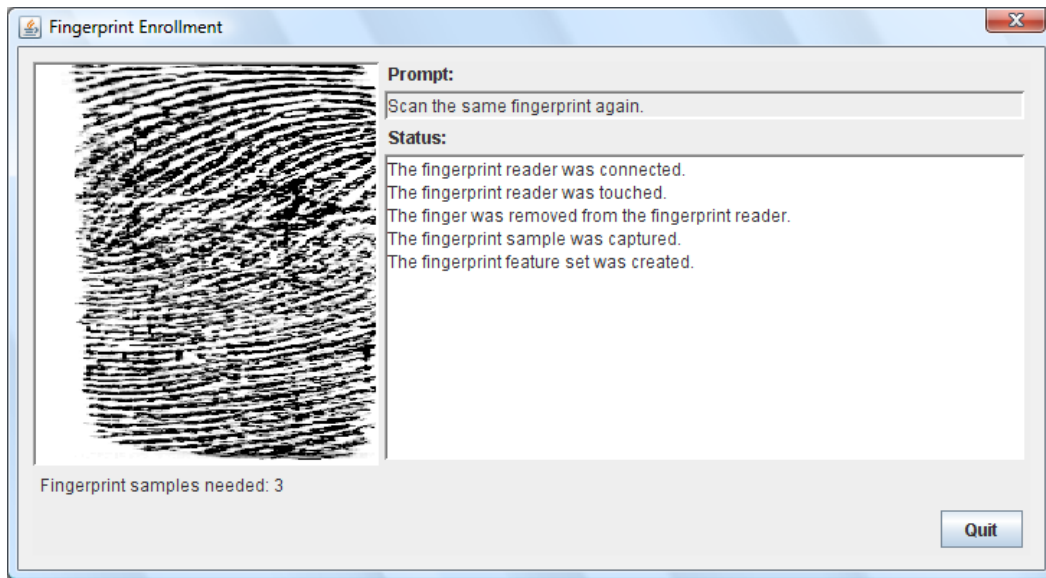 Fingerprint Enrollment
Prompt:
Scan the same fingerprint again.
Status:
The fingerprint reader was connected.
The fingerprint reader was touched.
The finger was removed from the fingerprint reader.
The fingerprint sample was captured.
The fingerprint feature set was created.
Fingerprint samples needed: 3
Quit